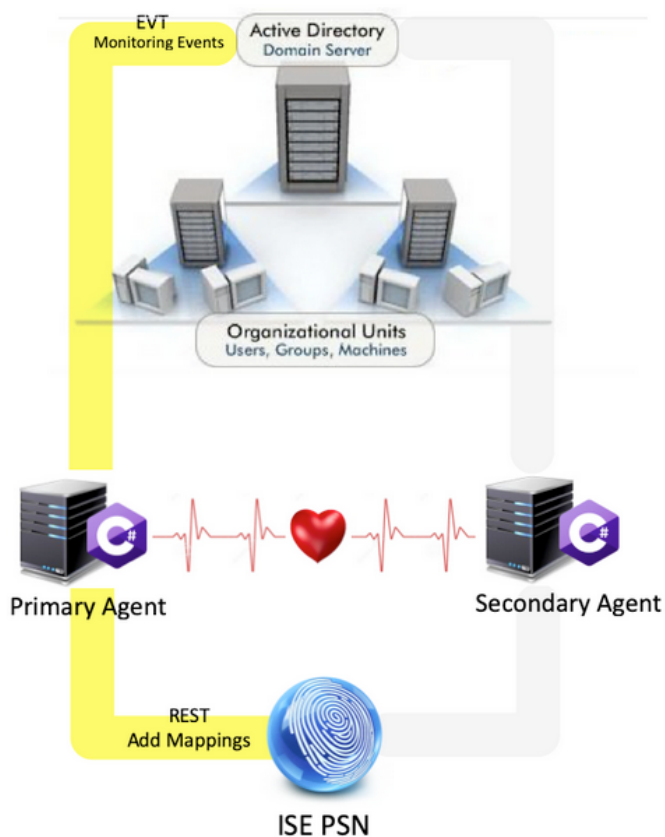 EVT
Monitoring Events
Active Directory
Domain Server
Organizational Units
Users, Groups, Machines
C#
C#
Primary Agent
Secondary Agent
REST
Add Mappings
ISE PSN